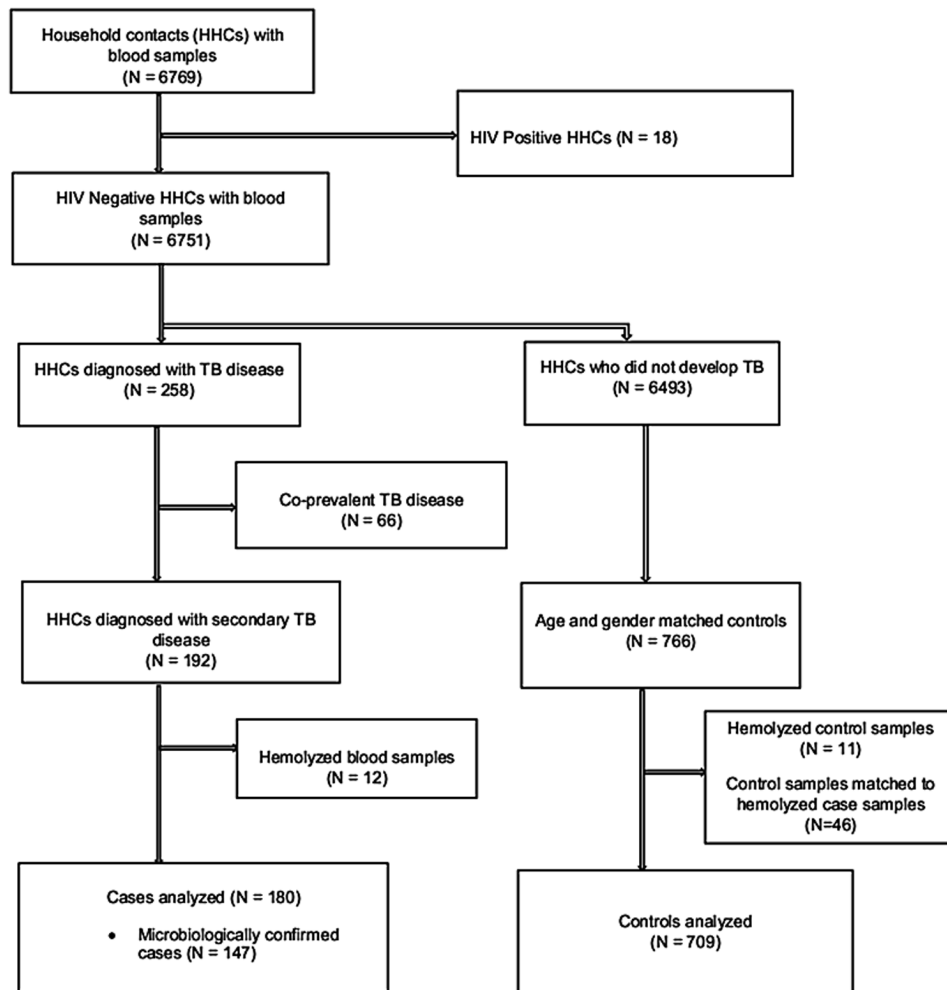 Household contacts (HHCs) with
blood samples
(N = 6769)
HIV Positive HHCs (N = 18)
HIV Negative HHCs with blood
samples
(N = 6751)
HHCs diagnosed with TB disease
(N = 258)
HHCs who did not develop TB
(N = 6493)
Co-prevalent TB disease
(N = 66)
HHCs diagnosed with secondary TB
disease
(N = 192)
Age and gender matched controls
(N = 766)
Hemolyzed blood samples
(N = 12)
Hemolyzed control samples
(N = 11)
Control samples matched to
hemolyzed case samples
(N=46)
Cases analyzed (N = 180)
• Microbiologically confirmed
cases (N = 147)
Controls analyzed
(N = 709)